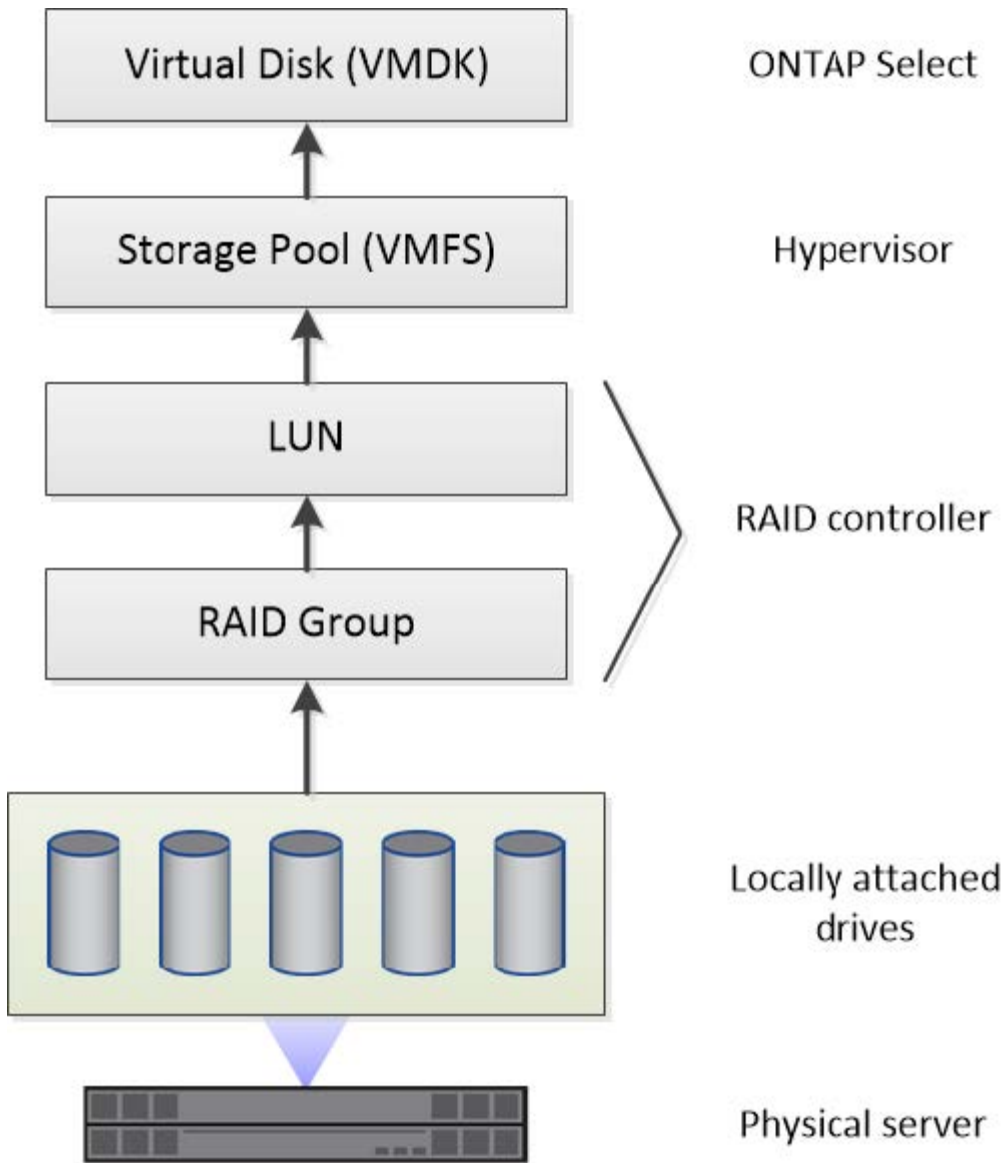 Virtual Disk (VMDK)
ONTAP Select
Storage Pool (VMFS)
Hypervisor
LUN
RAID controller
RAID Group
Locally attached
drives
Physical server